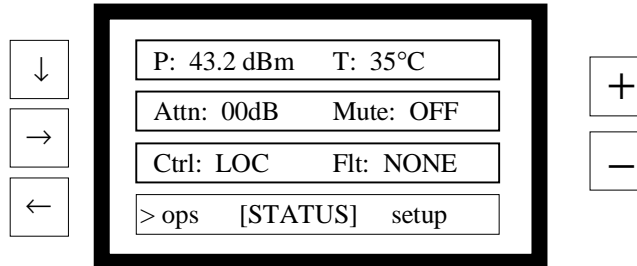 P: 43.2 dBm T: 35°C
Attn: 00dB Mute: OFF
Ctrl: LOC Flt: NONE
> ops [STATUS] setup
↓
→
←
+
–